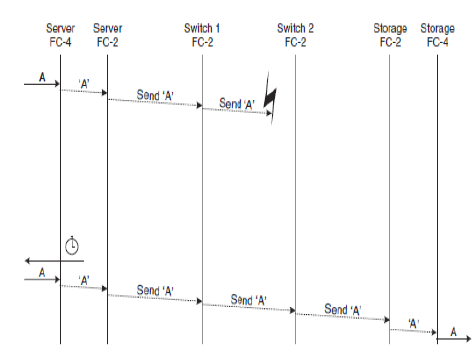 Server Server Switch 1 Switch 2 Storage Storage
FC-4 FC-2 FC-2 FC-2 FC-2 FC-4
A
'A'
Send 'A'
Send 'A'
A
'A'
Send 'A'
Send 'A'
Send 'A'
'A'
A